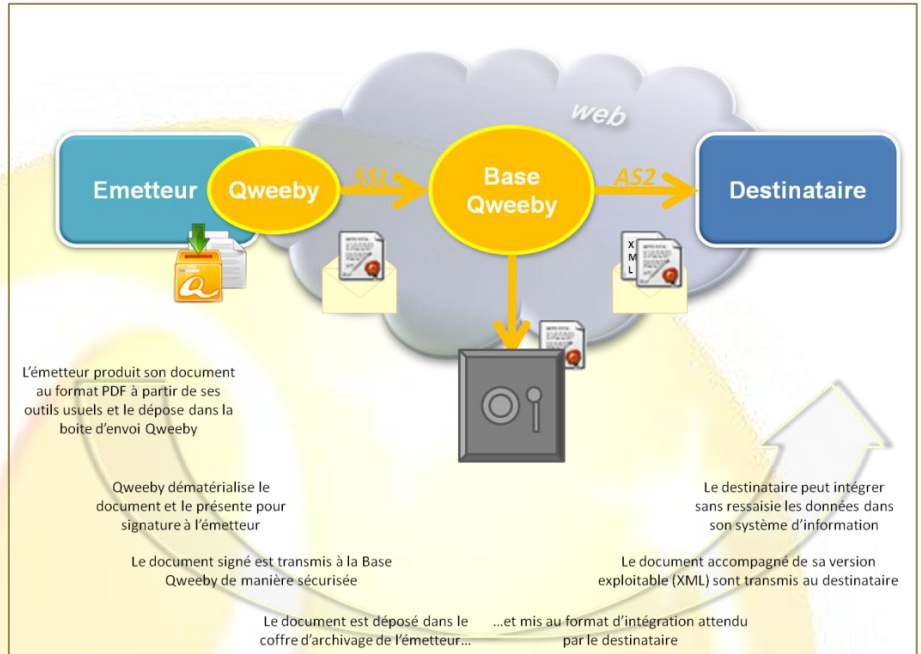 web
Emetteur
Qweeby
SSL
Base
Qweeby
AS2
Destinataire
X
M
L
L'émetteur produit son document
au format PDF à partir de ses
outils usuels et le dépose dans la
boite d'envoi Qweeby
Qweeby dématérialise le
document et le présente pour
signature à l'émetteur
Le document signé est transmis à la Base
Qweeby de manière sécurisée
Le document est déposé dans le
coffre d'archivage de l'émetteur...
...et mis au format d'intégration attendu
par le destinataire
Le document accompagné de sa version
exploitable (XML) sont transmis au destinataire
Le destinataire peut intégrer
sans ressaisie les données dans
son système d'information